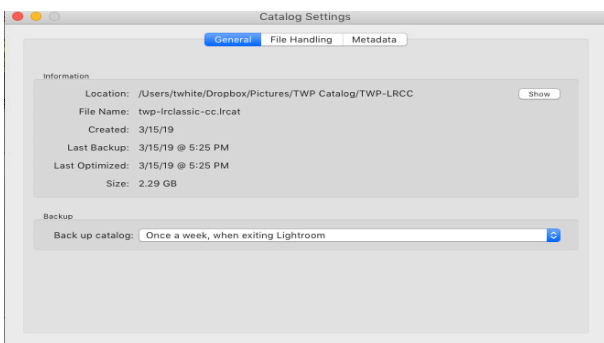 Catalog Settings
General File Handling Metadata
Information
Location: /Users/twhite/Dropbox/Pictures/TWP Catalog/TWP-LRCC Show
File Name: twp-lrclassic-cc.lrcat
Created: 3/15/19
Last Backup: 3/15/19 @ 5:25 PM
Last Optimized: 3/15/19 @ 5:25 PM
Size: 2.29 GB
Backup
Back up catalog: Once a week, when exiting Lightroom